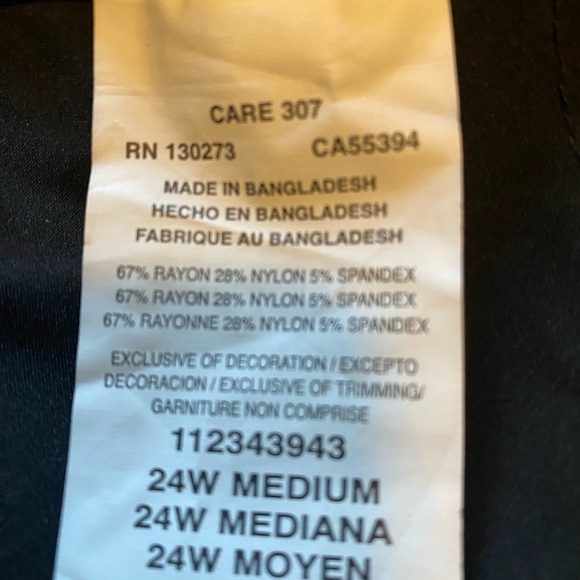 CARE 307
RN 130273 CA55394
MADE IN BANGLADESH
HECHO EN BANGLADESH
FABRIQUE AU BANGLADESH
67% RAYON 28% NYLON 5% SPANDEX
67% RAYON 28% NYLON 5% SPANDEX
67% RAYONNE 28% NYLON 5% SPANDEX
EXCLUSIVE OF DECORATION / EXCEPTO
DECORACION / EXCLUSIVE OF TRIMMING/
GARNITURE NON COMPRISE
112343943
24W MEDIUM
24W MEDIANA
24W MOYEN